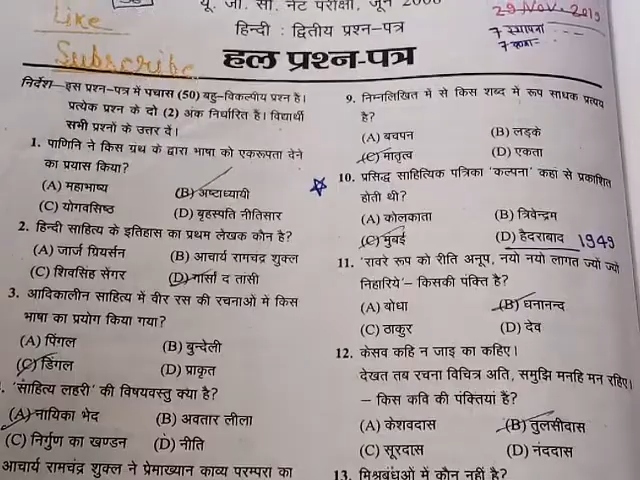 यू. जी. सी. नेट परीक्षा, जून 2006
हिन्दी : द्वितीय प्रश्न-पत्र
हल प्रश्न-पत्र
Like
Subscribe
29 Nov. 2019
7 स्थापना
7
निर्देश—इस प्रश्न-पत्र में पचास (50) बहु-विकल्पीय प्रश्न है।
प्रत्येक प्रश्न के दो (2) अंक निर्धारित हैं। विद्यार्थी
सभी प्रश्नों के उत्तर दें।
1. पाणिनि ने किस ग्रंथ के द्वारा भाषा को एकरूपता देने
का प्रयास किया?
(A) महाभाष्य (B) अष्टाध्यायी
(C) योगवसिष्ठ (D) बृहस्पति नीतिसार
2. हिन्दी साहित्य के इतिहास का प्रथम लेखक कौन है?
(A) जार्ज ग्रियर्सन (B) आचार्य रामचंद्र शुक्ल
(C) शिवसिंह सेंगर (D) गार्सा द तासी
3. आदिकालीन साहित्य में वीर रस की रचनाओं में किस
भाषा का प्रयोग किया गया?
(A) पिंगल (B) बुन्देली
(C) डिंगल (D) प्राकृत
'साहित्य लहरी' की विषयवस्तु क्या है?
(A) नायिका भेद (B) अवतार लीला
(C) निर्गुण का खण्डन (D) नीति
आचार्य रामचंद्र शुक्ल ने प्रेमाख्यान काव्य परम्परा का
9. निम्नलिखित में से किस शब्द में रूप साधक प्रत्यय
है?
(A) बचपन (B) लड़के
(C) मातृत्व (D) एकता
10. प्रसिद्ध साहित्यिक पत्रिका 'कल्पना' कहां से प्रकाशित
होती थी?
(A) कोलकाता (B) त्रिवेन्द्रम
(C) मुंबई (D) हैदराबाद 1949
11. 'रावरे रूप को रीति अनूप, नयो नयो लागत ज्यों ज्यों
निहारिये'– किसकी पंक्ति है?
(A) बोधा (B) घनानन्द
(C) ठाकुर (D) देव
12. केसव कहि न जाइ का कहिए।
देखत तब रचना विचित्र अति, समुझि मनहि मन रहिए।
– किस कवि की पंक्तियां हैं?
(A) केशवदास (B) तुलसीदास
(C) सूरदास (D) नंददास
13. मिश्रबंधुओं में कौन नहीं है?